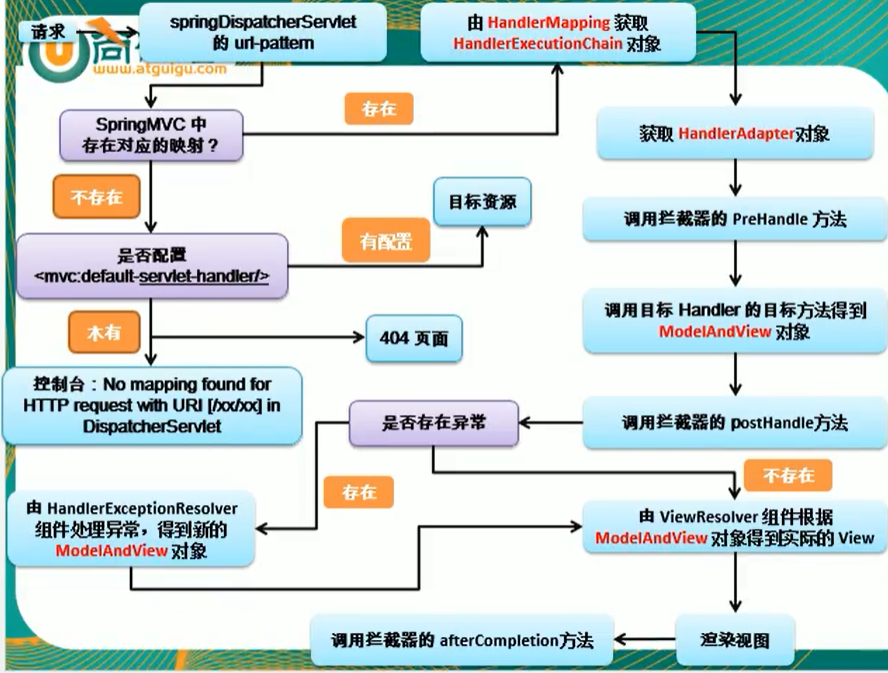 请求
springDispatcherServlet
的 url-pattern
由 HandlerMapping 获取
HandlerExecutionChain 对象
www.atguigu.com
存在
SpringMVC 中
存在对应的映射？
获取 HandlerAdapter对象
不存在
目标资源
调用拦截器的 PreHandle 方法
有配置
是否配置
<mvc:default-servlet-handler/>
调用目标 Handler 的目标方法得到
ModelAndView 对象
木有
404 页面
控制台：No mapping found for
HTTP request with URI [/xx/xx] in
DispatcherServlet
是否存在异常
调用拦截器的 postHandle方法
不存在
存在
由 HandlerExceptionResolver
组件处理异常，得到新的
ModelAndView 对象
由 ViewResolver 组件根据
ModelAndView 对象得到实际的 View
调用拦截器的 afterCompletion方法
渲染视图